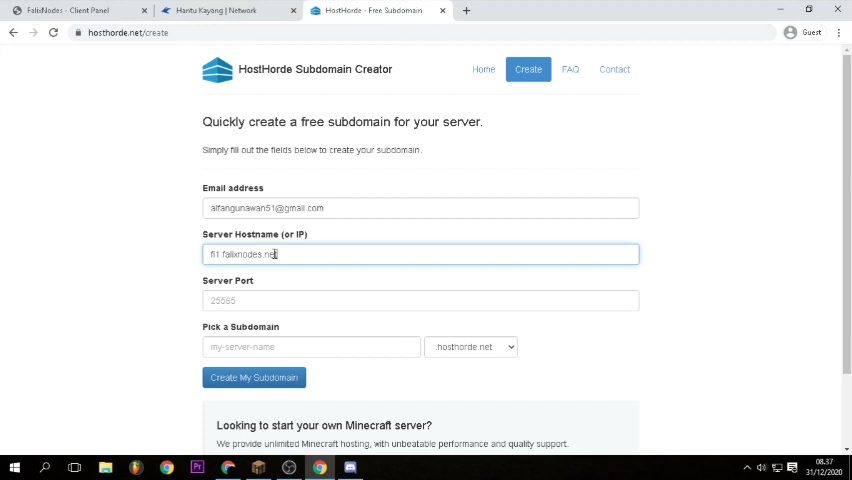 FalixNodes - Client Panel
Hantu Kayang | Network
HostHorde - Free Subdomain
hosthorde.net/create
Guest
HostHorde Subdomain Creator
Home
Create
FAQ
Contact
Quickly create a free subdomain for your server.
Simply fill out the fields below to create your subdomain.
Email address
alfangunawan51@gmail.com
Server Hostname (or IP)
fi1.falixnodes.net
Server Port
25565
Pick a Subdomain
my-server-name
.hosthorde.net
Create My Subdomain
Looking to start your own Minecraft server?
We provide unlimited Minecraft hosting, with unbeatable performance and quality support.
Pr
08.37
31/12/2020